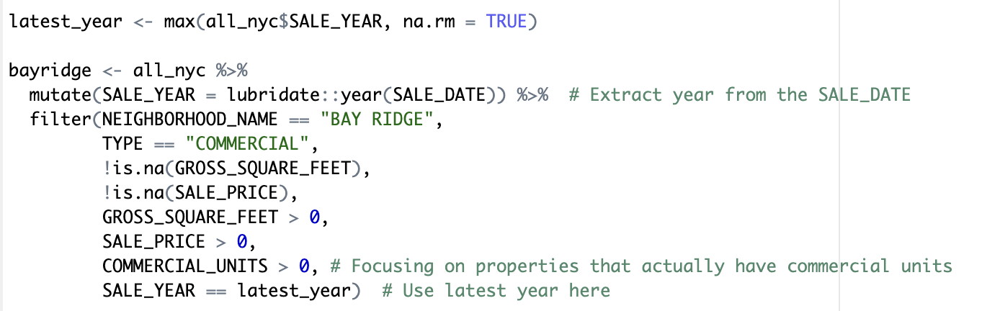 latest_year <- max(all_nyc$SALE_YEAR, na.rm = TRUE)

bayridge <- all_nyc %>%
  mutate(SALE_YEAR = lubridate::year(SALE_DATE)) %>%  # Extract year from the SALE_DATE
  filter(NEIGHBORHOOD_NAME == "BAY RIDGE",
         TYPE == "COMMERCIAL",
         !is.na(GROSS_SQUARE_FEET),
         !is.na(SALE_PRICE),
         GROSS_SQUARE_FEET > 0,
         SALE_PRICE > 0,
         COMMERCIAL_UNITS > 0, # Focusing on properties that actually have commercial units
         SALE_YEAR == latest_year)  # Use latest year here